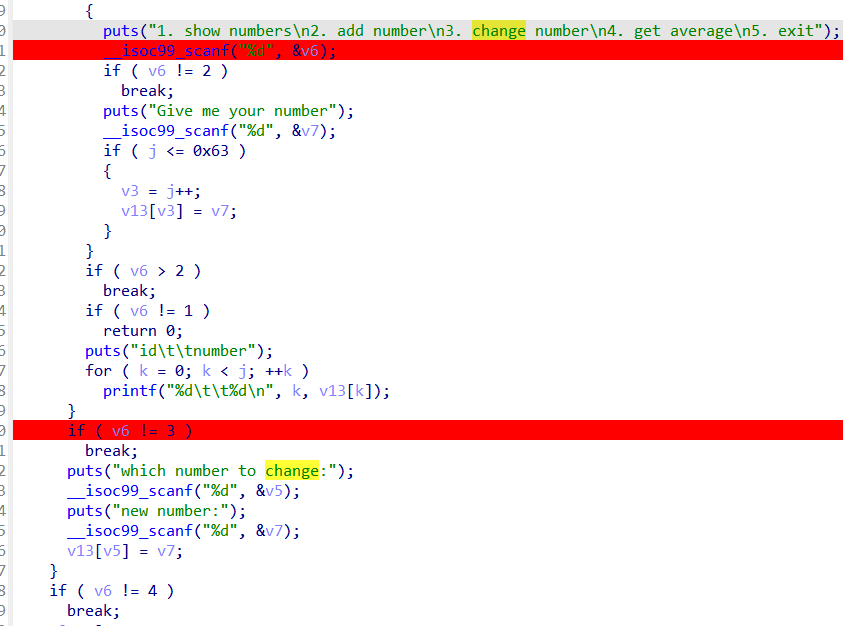 9 {
0 puts("1. show numbers\n2. add number\n3. change number\n4. get average\n5. exit");
1 __isoc99_scanf("%d", &v6);
2 if ( v6 != 2 )
3 break;
4 puts("Give me your number");
5 __isoc99_scanf("%d", &v7);
6 if ( j <= 0x63 )
7 {
8 v3 = j++;
9 v13[v3] = v7;
0 }
1 }
2 if ( v6 > 2 )
3 break;
4 if ( v6 != 1 )
5 return 0;
6 puts("id\t\tnumber");
7 for ( k = 0; k < j; ++k )
8 printf("%d\t\t%d\n", k, v13[k]);
9 }
0 if ( v6 != 3 )
1 break;
2 puts("which number to change:");
3 __isoc99_scanf("%d", &v5);
4 puts("new number:");
5 __isoc99_scanf("%d", &v7);
6 v13[v5] = v7;
7 }
8 if ( v6 != 4 )
9 break;